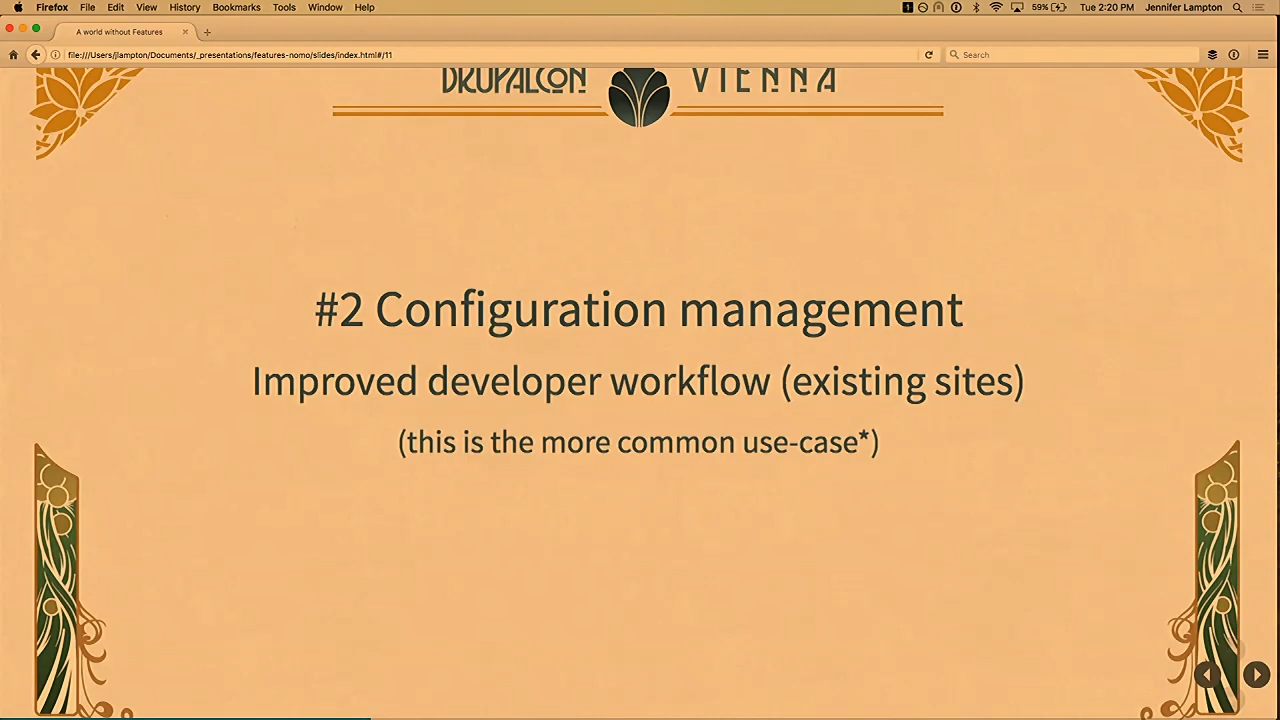 Firefox File Edit View History Bookmarks Tools Window Help
59% Tue 2:20 PM Jennifer Lampton
A world without Features
file:///Users/jlampton/Documents/_presentations/features-nomo/slides/index.html#/11
Search
DRUPALCON VIENNA
#2 Configuration management
Improved developer workflow (existing sites)
(this is the more common use-case*)